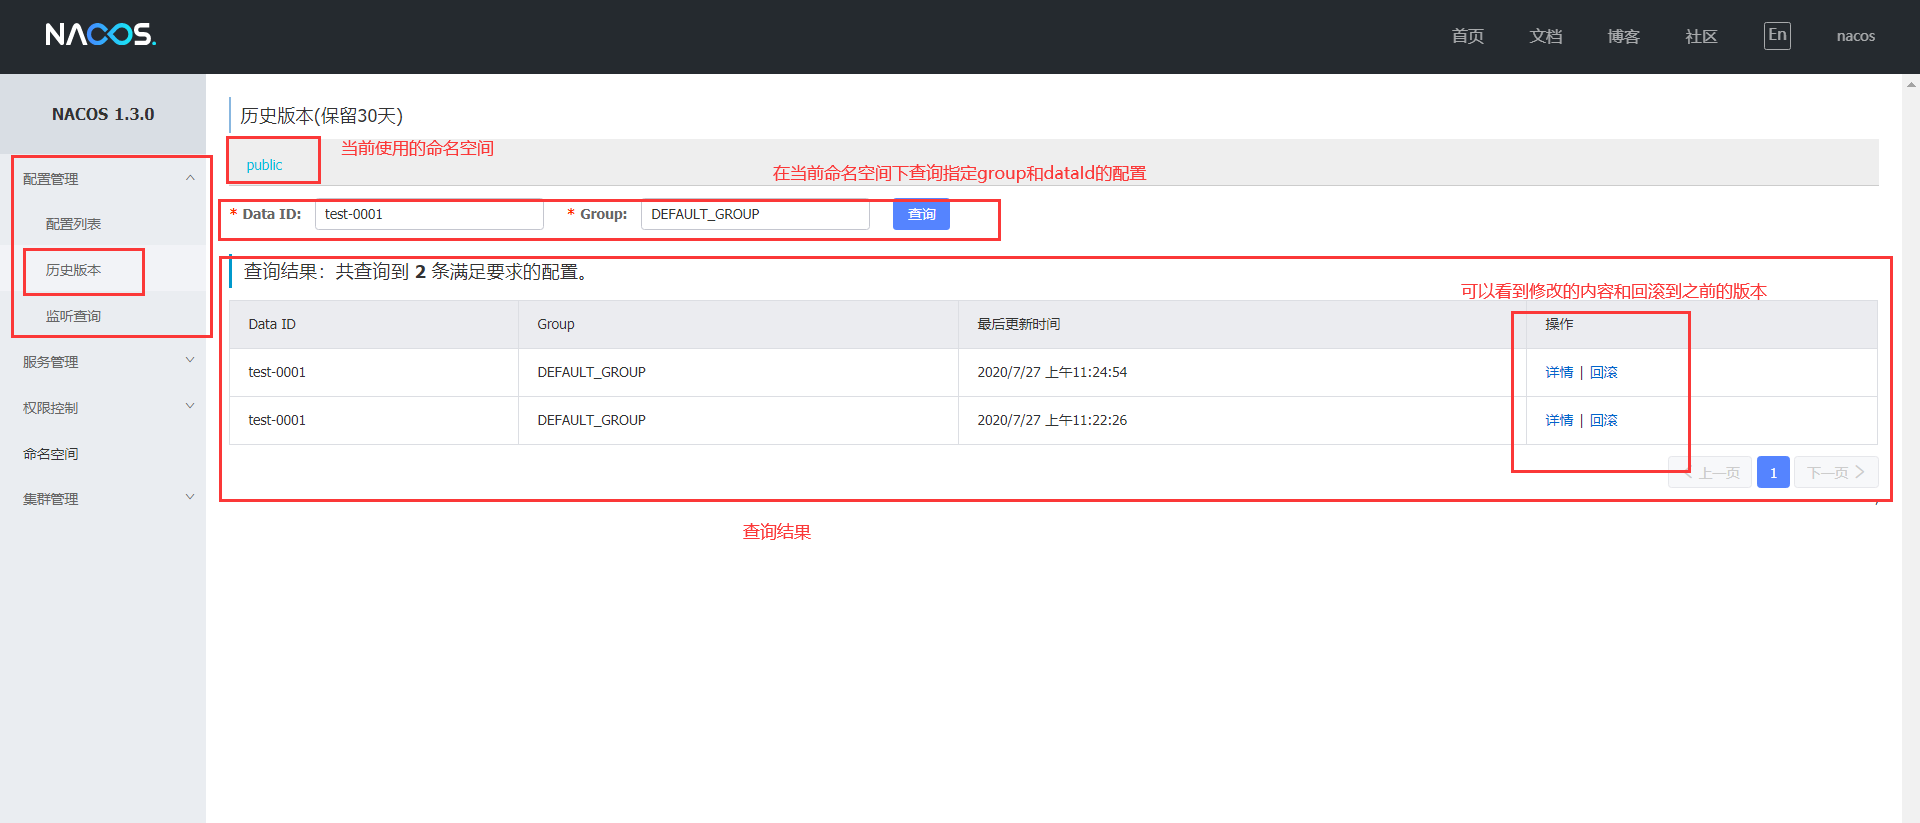 NACOS.
首页 文档 博客 社区 En nacos
NACOS 1.3.0
配置管理
配置列表
历史版本
监听查询
服务管理
权限控制
命名空间
集群管理
历史版本(保留30天)
当前使用的命名空间
public
在当前命名空间下查询指定group和dataId的配置
* Data ID: test-0001 * Group: DEFAULT_GROUP 查询
查询结果：共查询到 2 条满足要求的配置。
可以看到修改的内容和回滚到之前的版本
Data ID Group 最后更新时间 操作
test-0001 DEFAULT_GROUP 2020/7/27 上午11:24:54 详情 | 回滚
test-0001 DEFAULT_GROUP 2020/7/27 上午11:22:26 详情 | 回滚
上一页 1 下一页
查询结果